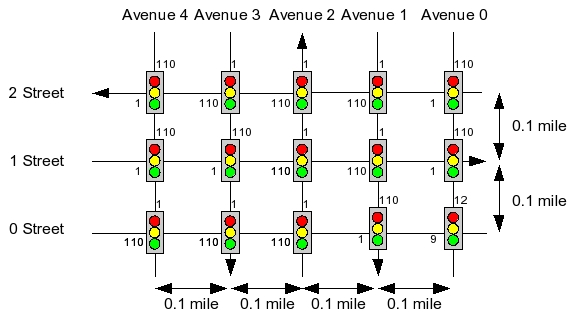 Avenue 4 Avenue 3 Avenue 2 Avenue 1 Avenue 0
110 1 1 1 110
2 Street
1 110 110 110 1
0.1 mile
110 110 1 1 110
1 Street
1 1 110 110 1
0.1 mile
1 1 1 110 12
0 Street
110 110 110 1 9
0.1 mile 0.1 mile 0.1 mile 0.1 mile